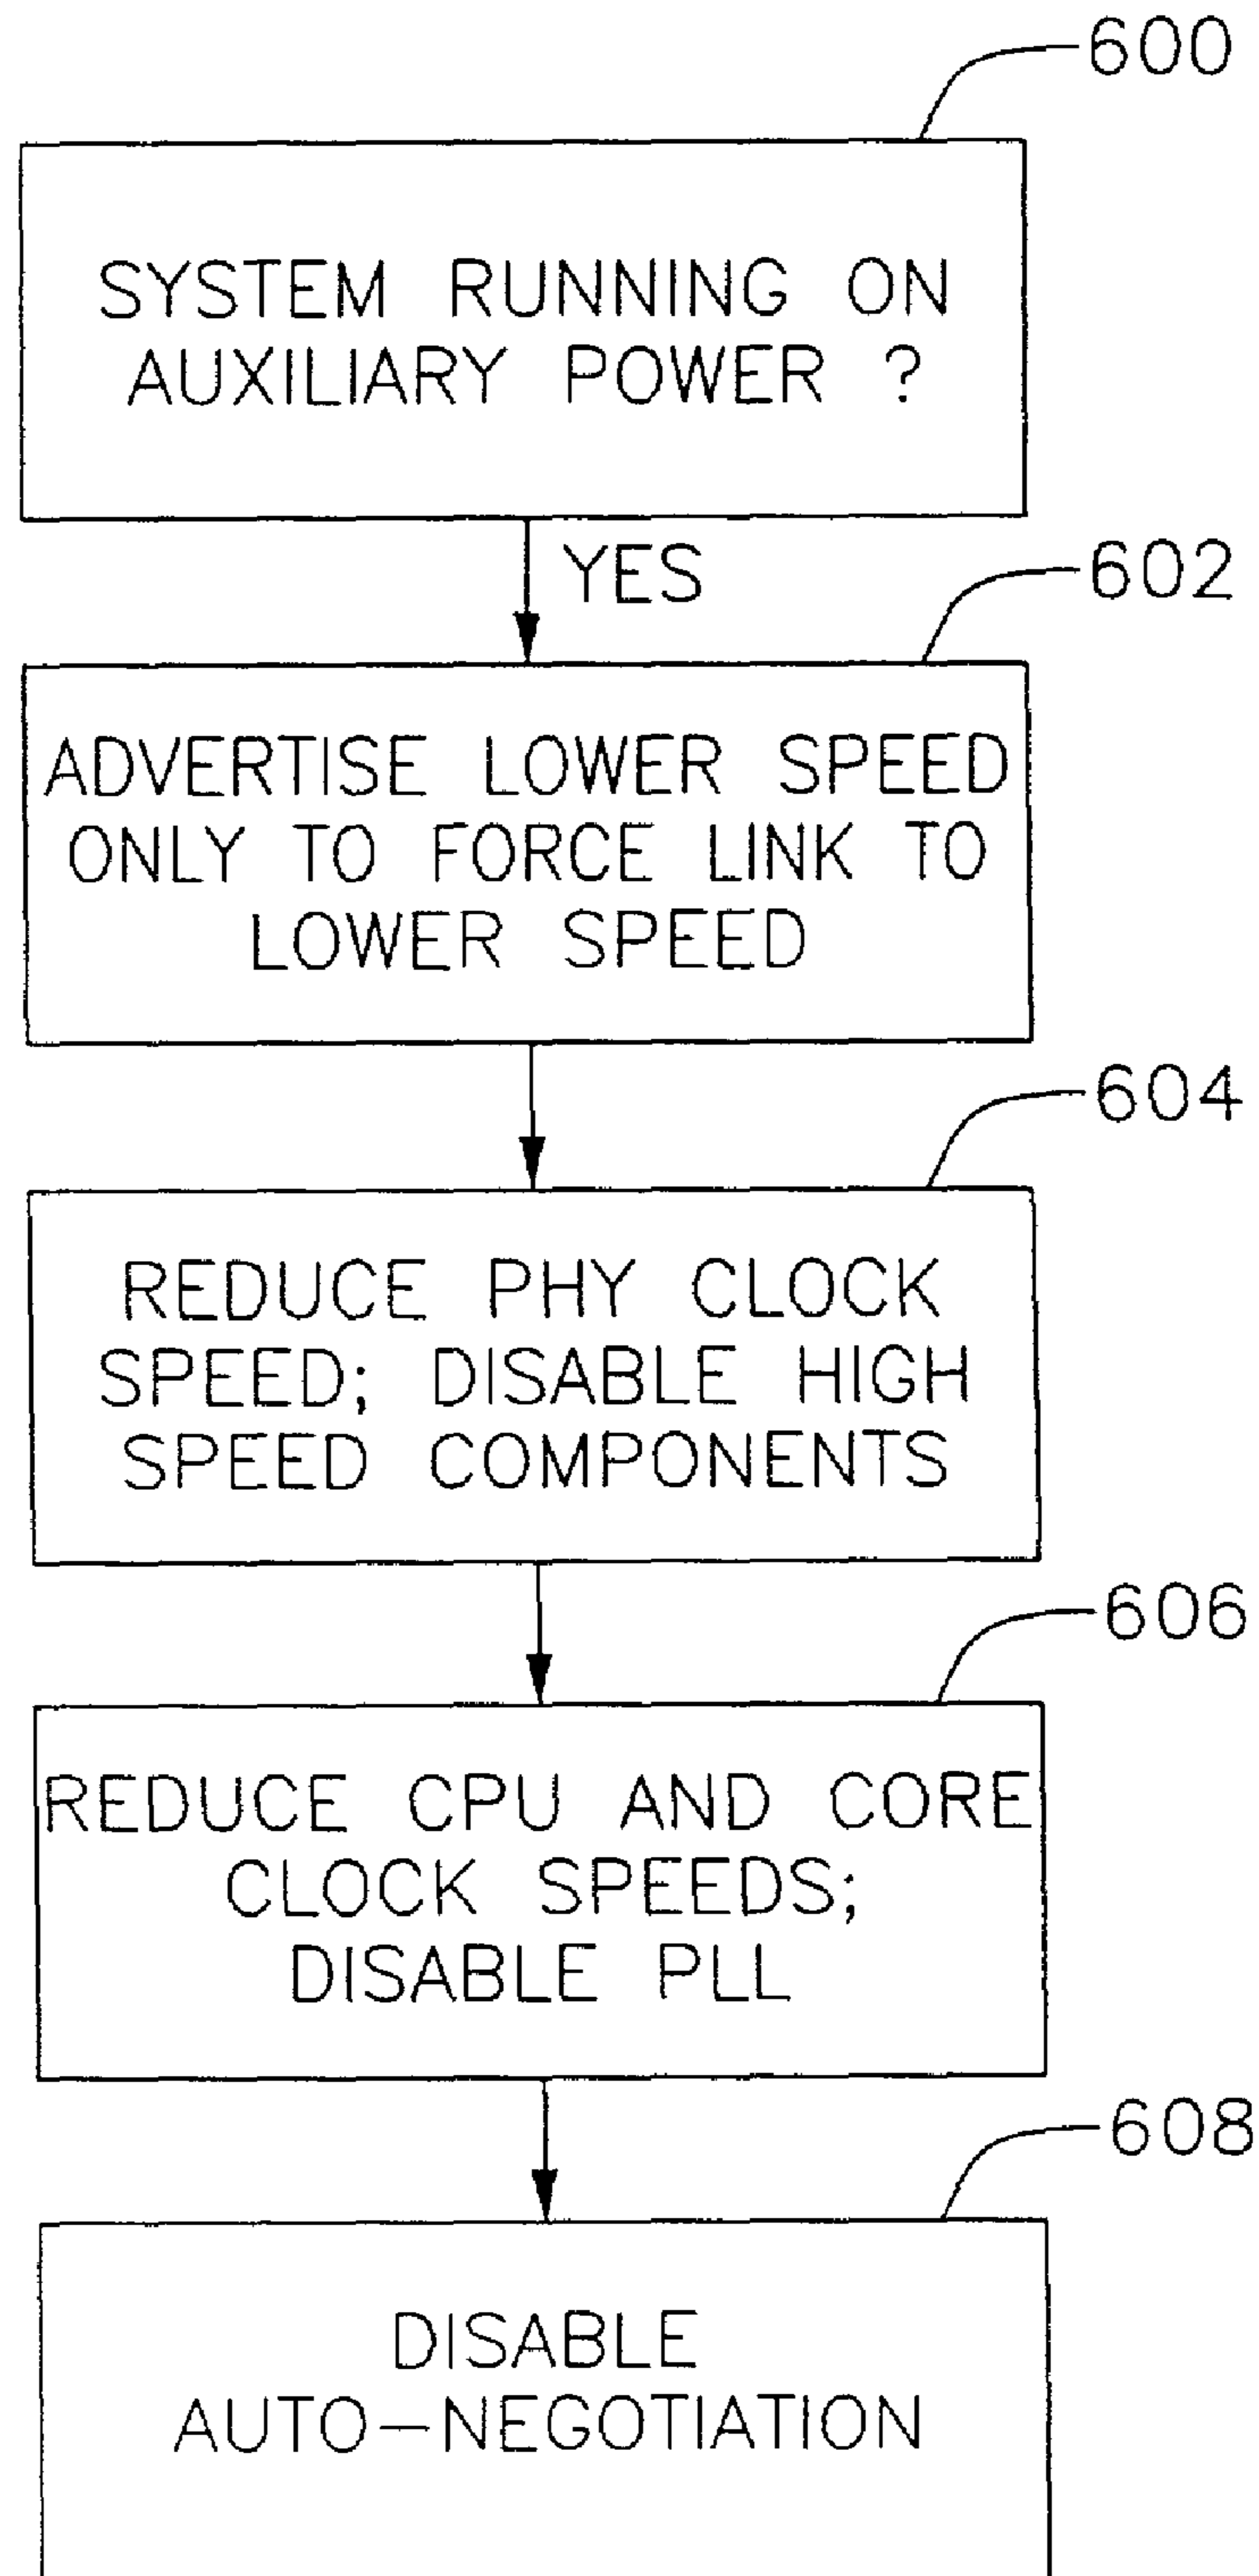 600
SYSTEM RUNNING ON
AUXILIARY POWER ?
YES
602
ADVERTISE LOWER SPEED
ONLY TO FORCE LINK TO
LOWER SPEED
604
REDUCE PHY CLOCK
SPEED; DISABLE HIGH
SPEED COMPONENTS
606
REDUCE CPU AND CORE
CLOCK SPEEDS;
DISABLE PLL
608
DISABLE
AUTO-NEGOTIATION